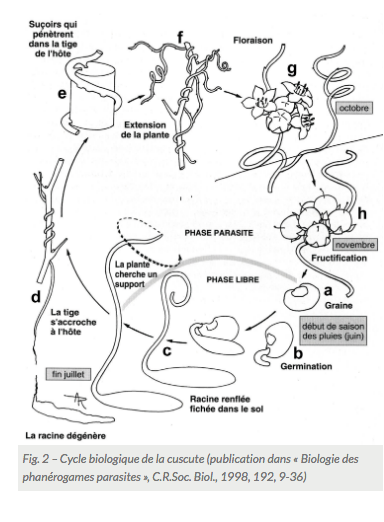 Suçoirs qui
pénètrent
dans la tige
de l'hôte
e
f
Extension
de la plante
Floraison
g
octobre
h
novembre
Fructification
a
Graine
début de saison
des pluies (juin)
b
Germination
PHASE PARASITE
La plante
cherche un
support
PHASE LIBRE
c
Racine renflée
fichée dans le sol
d
La tige
s'accroche
à l'hôte
fin juillet
La racine dégénère
Fig. 2 – Cycle biologique de la cuscute (publication dans « Biologie des
phanérogames parasites », C.R.Soc. Biol., 1998, 192, 9-36)